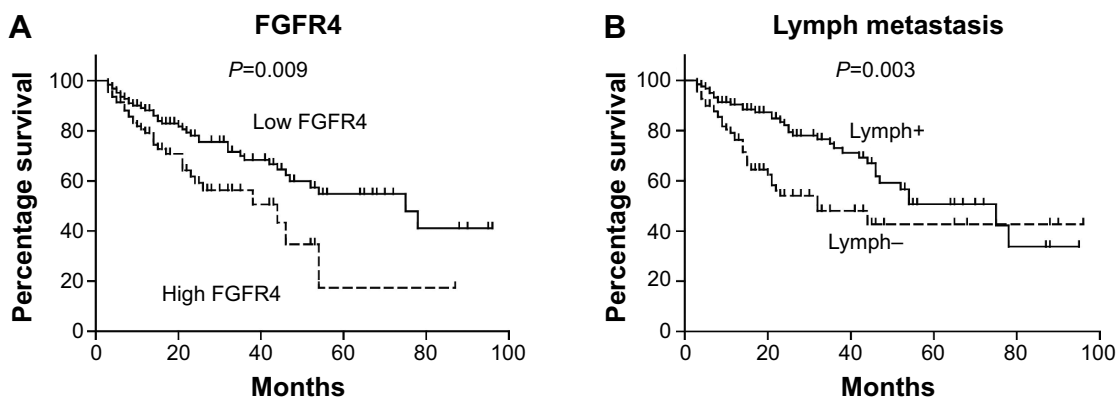 A
FGFR4
P=0.009
Low FGFR4
High FGFR4
Percentage survival
100
80
60
40
20
0
0 20 40 60 80 100
Months
B
Lymph metastasis
P=0.003
Lymph+
Lymph–
Percentage survival
100
80
60
40
20
0
0 20 40 60 80 100
Months